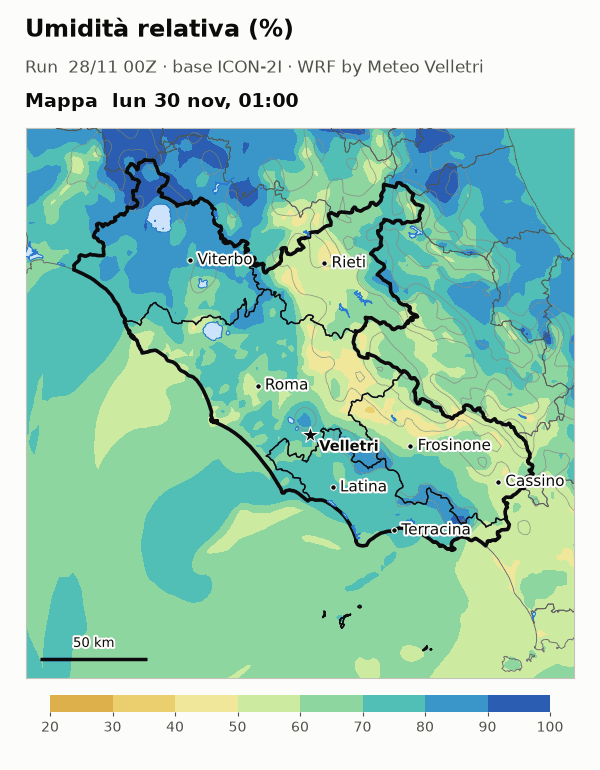 Umidità relativa (%)
Run  28/11 00Z · base ICON-2I · WRF by Meteo Velletri
Mappa  lun 30 nov, 01:00
Viterbo
Rieti
Roma
Velletri
Frosinone
Cassino
Latina
Terracina
50 km
20 30 40 50 60 70 80 90 100